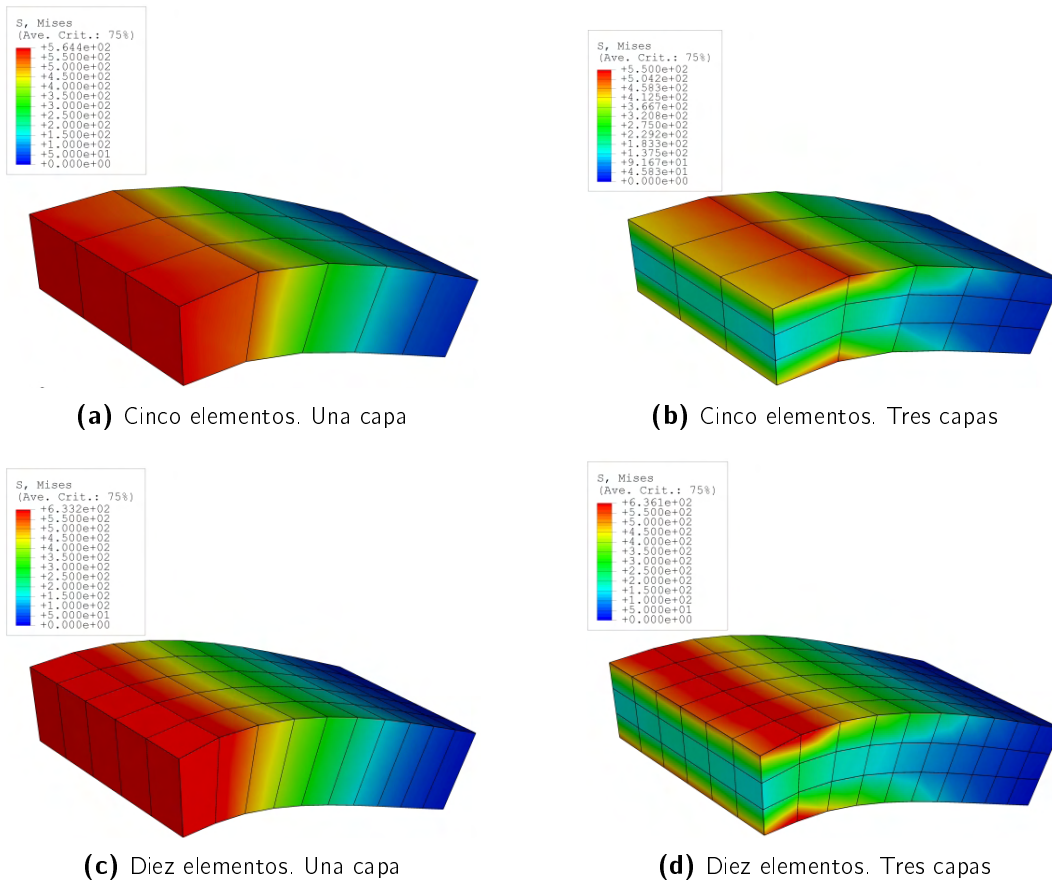 S, Mises
(Ave. Crit.: 75%)
+5.644e+02
+5.500e+02
+5.000e+02
+4.500e+02
+4.000e+02
+3.500e+02
+3.000e+02
+2.500e+02
+2.000e+02
+1.500e+02
+1.000e+02
+5.000e+01
+0.000e+00
S, Mises
(Ave. Crit.: 75%)
+5.500e+02
+5.042e+02
+4.583e+02
+4.125e+02
+3.667e+02
+3.208e+02
+2.750e+02
+2.292e+02
+1.833e+02
+1.375e+02
+9.167e+01
+4.583e+01
+0.000e+00
(a) Cinco elementos. Una capa
(b) Cinco elementos. Tres capas
S, Mises
(Ave. Crit.: 75%)
+6.332e+02
+5.500e+02
+5.000e+02
+4.500e+02
+4.000e+02
+3.500e+02
+3.000e+02
+2.500e+02
+2.000e+02
+1.500e+02
+1.000e+02
+5.000e+01
+0.000e+00
S, Mises
(Ave. Crit.: 75%)
+6.361e+02
+5.500e+02
+5.000e+02
+4.500e+02
+4.000e+02
+3.500e+02
+3.000e+02
+2.500e+02
+2.000e+02
+1.500e+02
+1.000e+02
+5.000e+01
+0.000e+00
(c) Diez elementos. Una capa
(d) Diez elementos. Tres capas